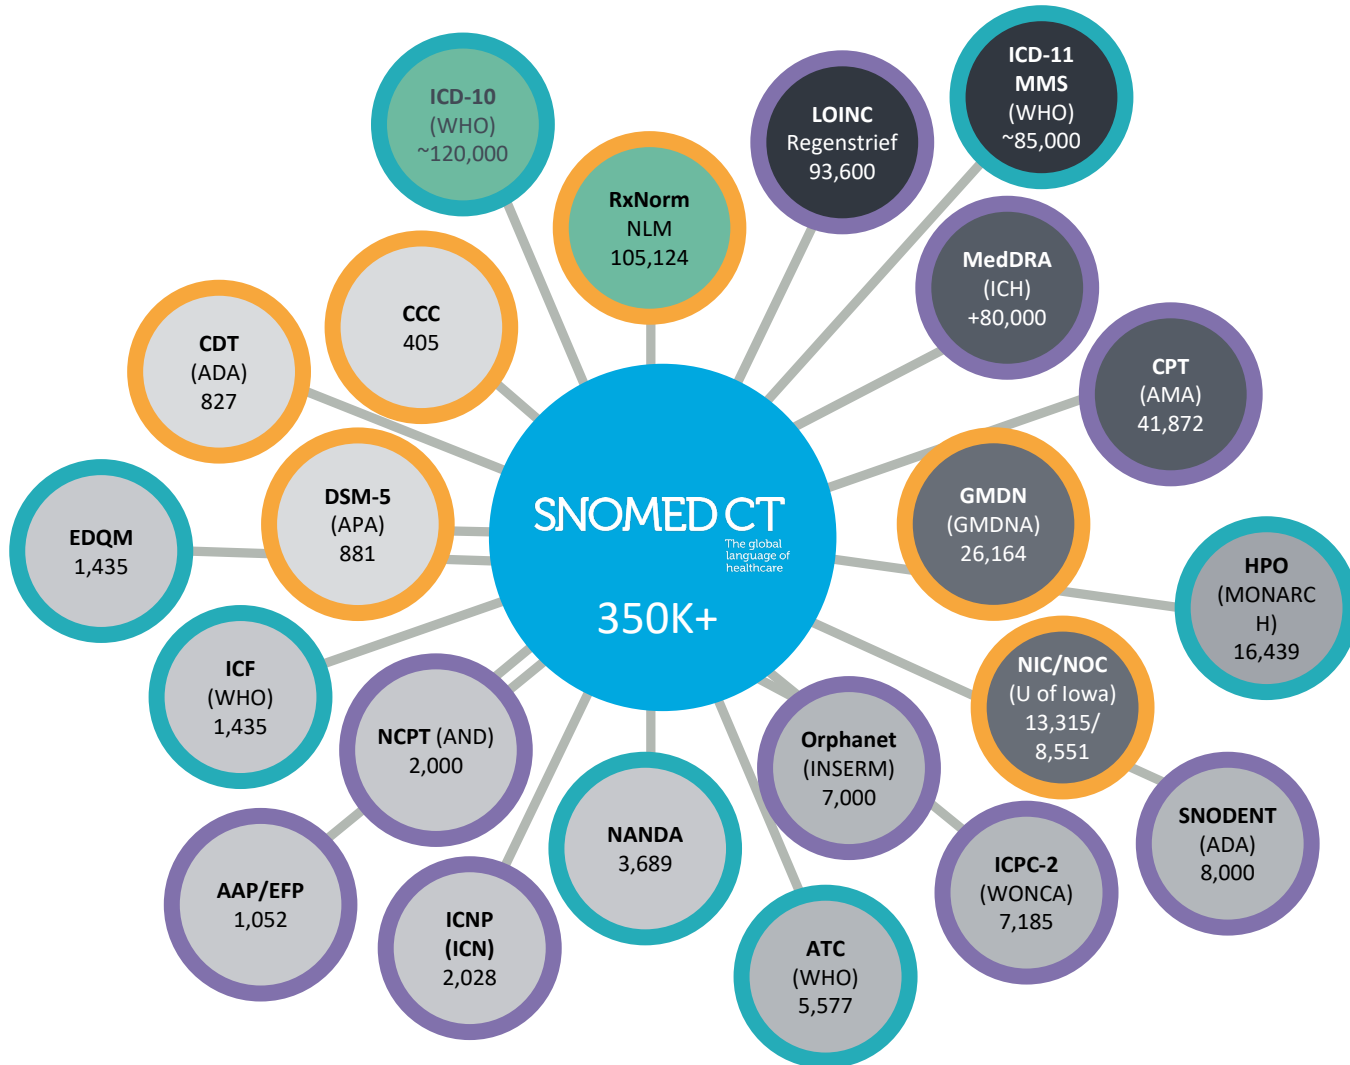 ICD-10
(WHO)
~120,000
RxNorm
NLM
105,124
LOINC
Regenstrief
93,600
ICD-11
MMS
(WHO)
~85,000
MedDRA
(ICH)
+80,000
CPT
(AMA)
41,872
CCC
405
CDT
(ADA)
827
DSM-5
(APA)
881
EDQM
1,435
GMDN
(GMDNA)
26,164
HPO
(MONARC
H)
16,439
SNOMED CT
The global
language of
healthcare
350K+
ICF
(WHO)
1,435
NIC/NOC
(U of Iowa)
13,315/
8,551
NCPT (AND)
2,000
Orphanet
(INSERM)
7,000
NANDA
3,689
SNODENT
(ADA)
8,000
AAP/EFP
1,052
ICNP
(ICN)
2,028
ICPC-2
(WONCA)
7,185
ATC
(WHO)
5,577